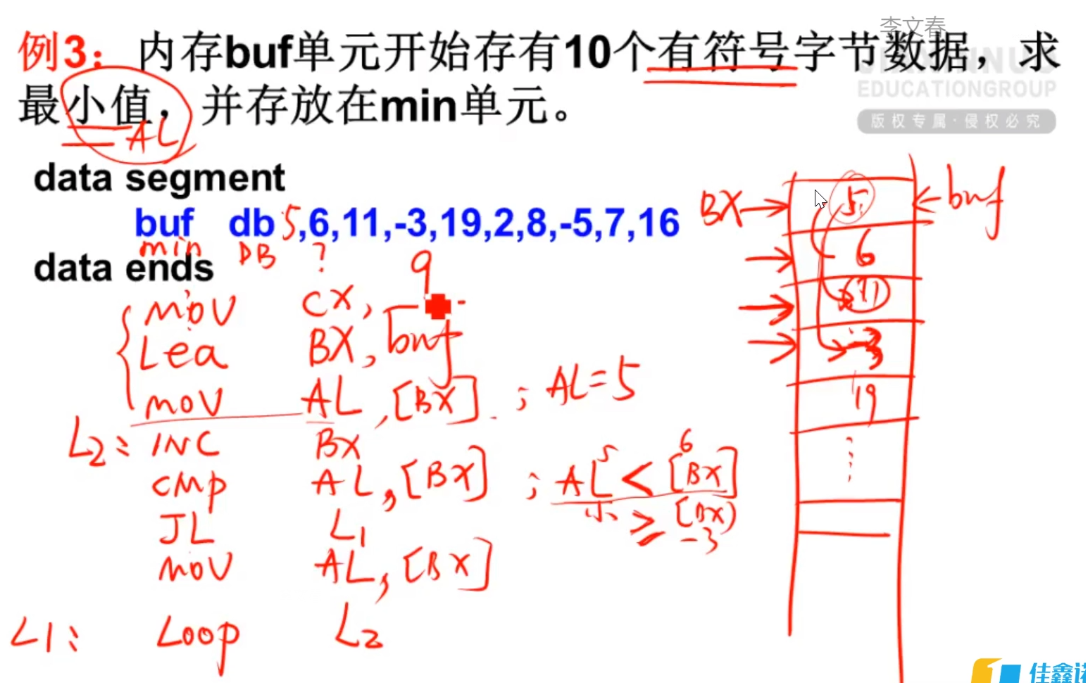 李文春
例3：内存buf单元开始存有10个有符号字节数据，求
EDUCATIONGROUP
最小值，并存放在min单元。
版权专属·侵权必究
AL
data segment
buf db 5,6,11,-3,19,2,8,-5,7,16
min DB ?
data ends
9
MOV CX,
Lea BX, buf
MOV AL,[BX] ; AL=5
L2: INC BX
CMP AL,[BX] ; AL < [BX]
5 6
小 ≥ [BX]
-3
JL L1
MOV AL,[BX]
L1: Loop L2
BX buf
5
6
11
-3
19
佳鑫诺